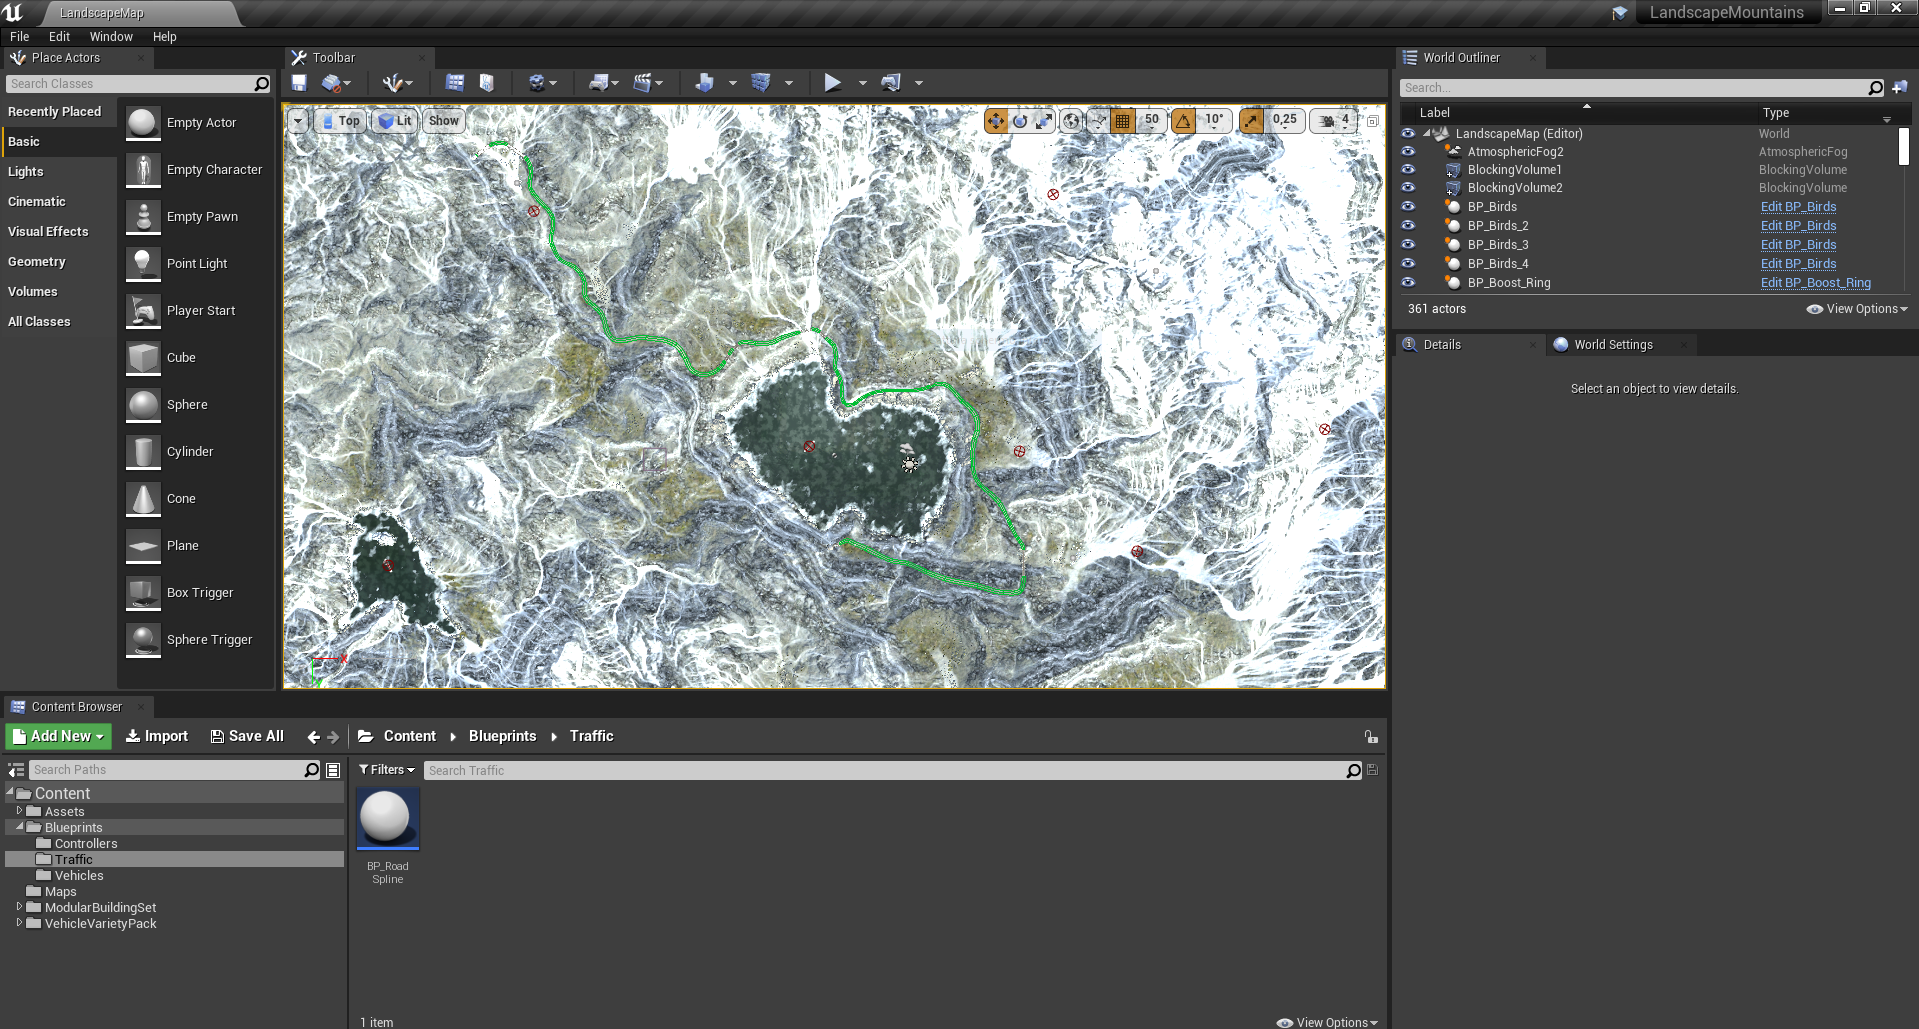 LandscapeMap
LandscapeMountains
File Edit Window Help
Place Actors
Search Classes
Recently Placed
Basic
Lights
Cinematic
Visual Effects
Geometry
Volumes
All Classes
Empty Actor
Empty Character
Empty Pawn
Point Light
Player Start
Cube
Sphere
Cylinder
Cone
Plane
Box Trigger
Sphere Trigger
Toolbar
Top Lit Show
50 10° 0,25 4
X
World Outliner
Search...
Label Type
LandscapeMap (Editor) World
AtmosphericFog2 AtmosphericFog
BlockingVolume1 BlockingVolume
BlockingVolume2 BlockingVolume
BP_Birds Edit BP_Birds
BP_Birds_2 Edit BP_Birds
BP_Birds_3 Edit BP_Birds
BP_Birds_4 Edit BP_Birds
BP_Boost_Ring Edit BP_Boost_Ring
361 actors View Options
Details World Settings
Select an object to view details.
Content Browser
Add New Import Save All Content Blueprints Traffic
Search Paths
Content
Assets
Blueprints
Controllers
Traffic
Vehicles
Maps
ModularBuildingSet
VehicleVarietyPack
Filters Search Traffic
BP_Road
Spline
1 item View Options